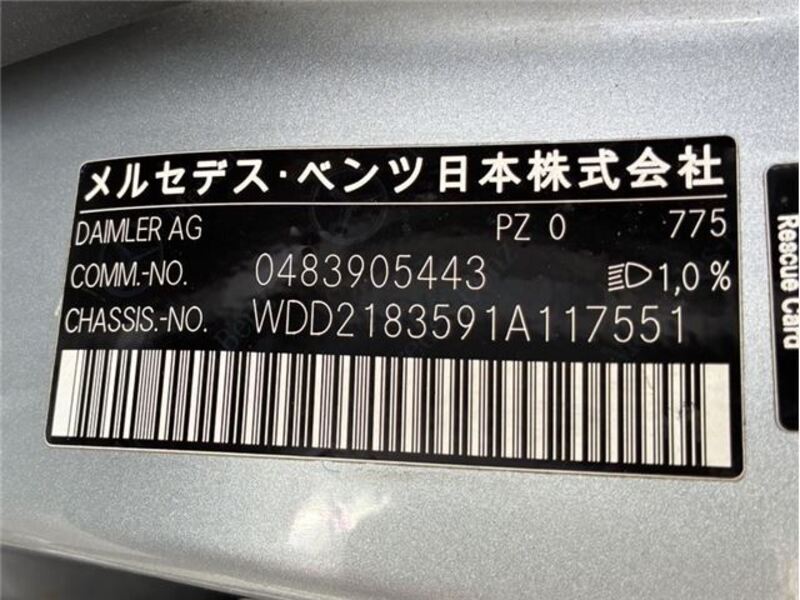 メルセデス・ベンツ日本株式会社
DAIMLER AG PZ 0 775
COMM.-NO. 0483905443 1,0 %
CHASSIS.-NO. WDD2183591A117551
Rescue Card